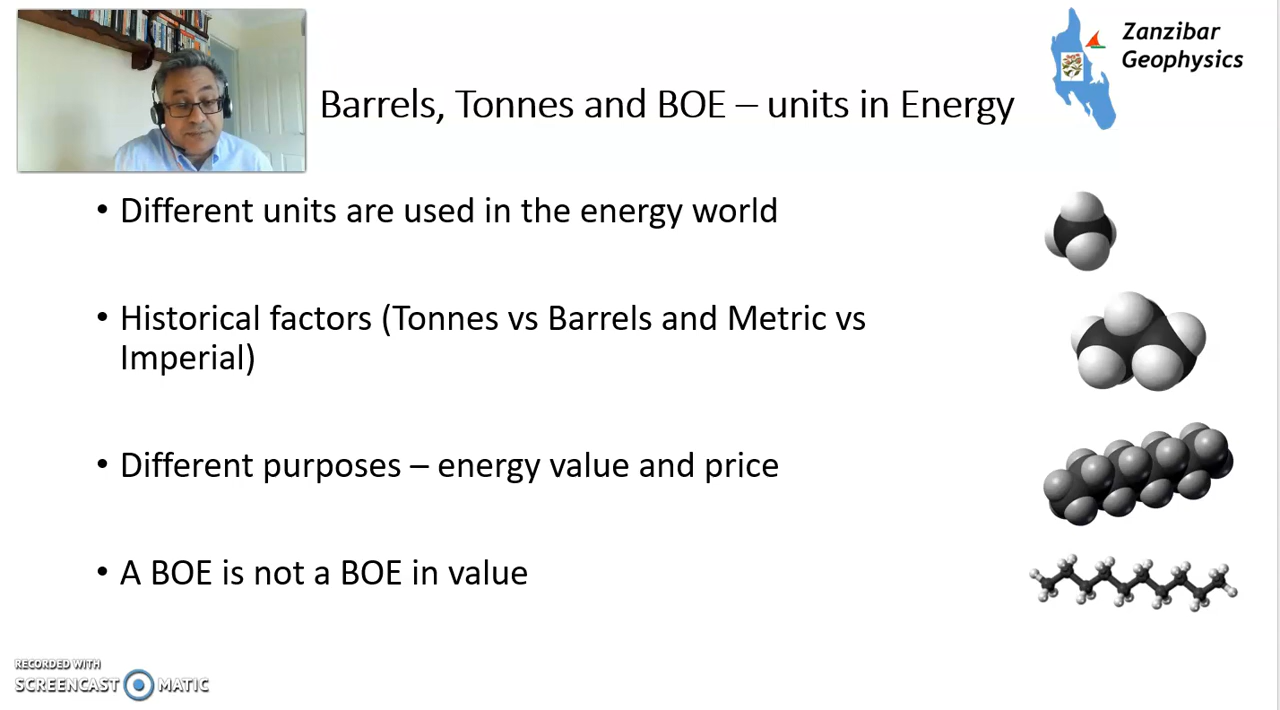 Zanzibar
Geophysics
Barrels, Tonnes and BOE – units in Energy
• Different units are used in the energy world
• Historical factors (Tonnes vs Barrels and Metric vs
Imperial)
• Different purposes – energy value and price
• A BOE is not a BOE in value
RECORDED WITH
SCREENCAST MATIC